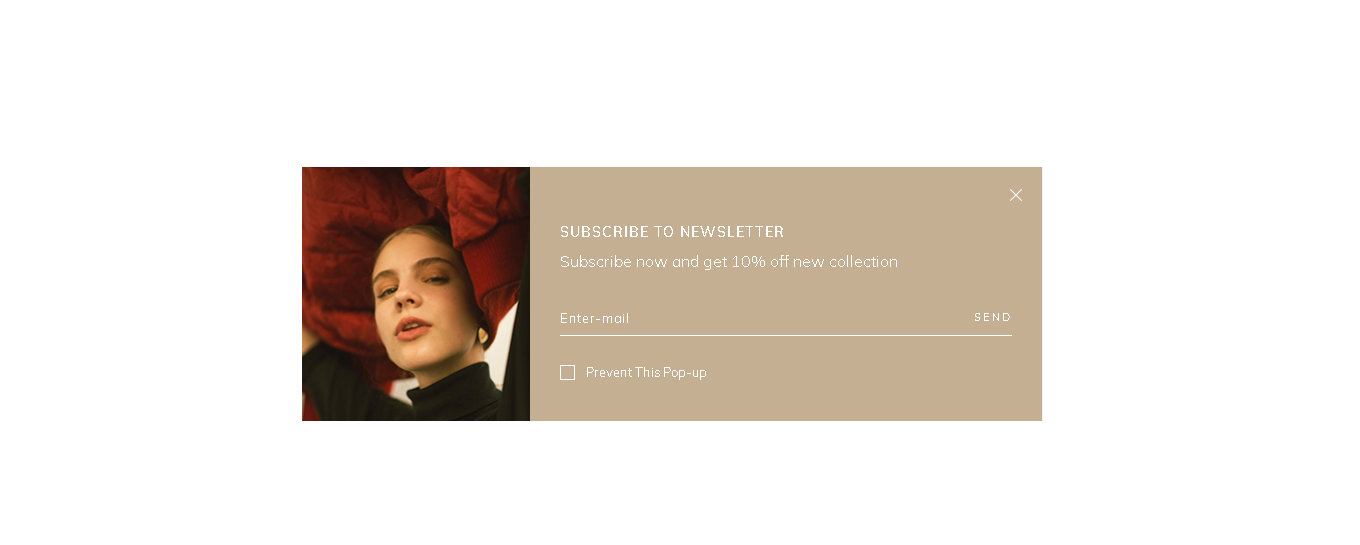 SUBSCRIBE TO NEWSLETTER
Subscribe now and get 10% off new collection
Enter-mail
SEND
Prevent This Pop-up